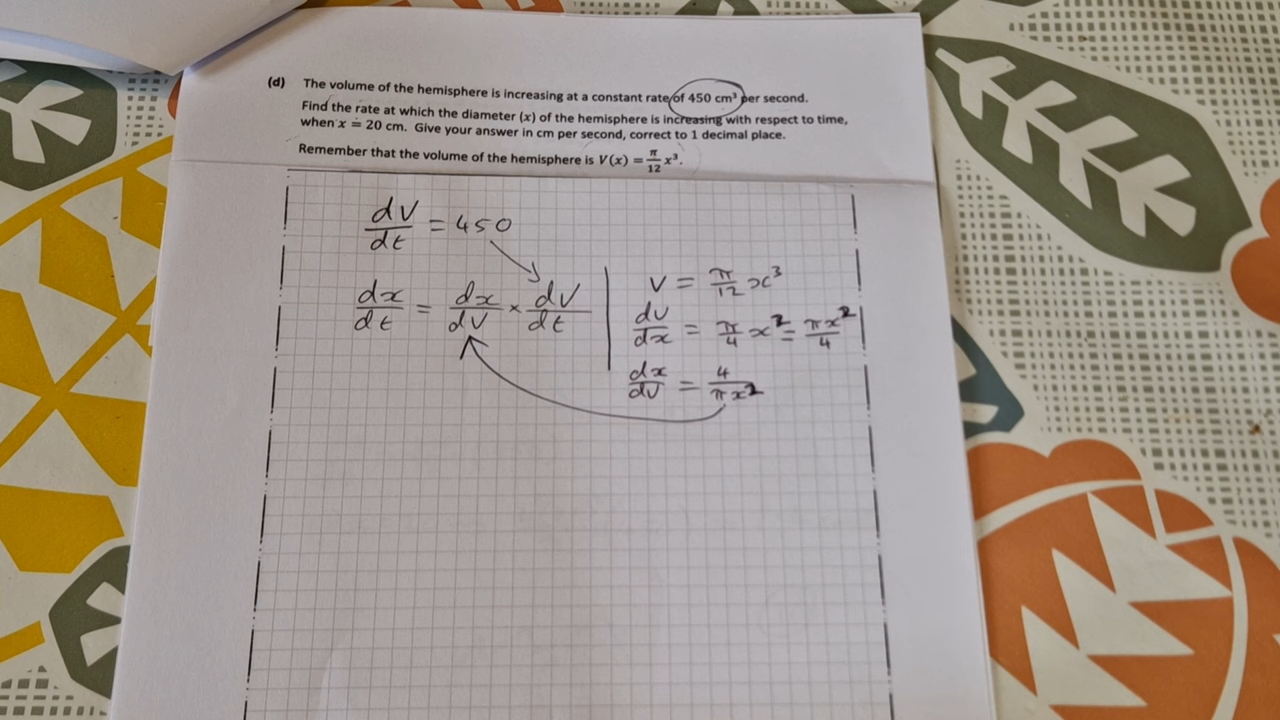 (d) The volume of the hemisphere is increasing at a constant rate of 450 cm³ per second.
Find the rate at which the diameter (x) of the hemisphere is increasing with respect to time,
when x = 20 cm. Give your answer in cm per second, correct to 1 decimal place.
Remember that the volume of the hemisphere is V(x) = π/12 x³.
dV/dt = 450
dx/dt = dx/dV × dV/dt
V = π/12 x³
dV/dx = π/4 x² = πx²/4
dx/dV = 4/πx²